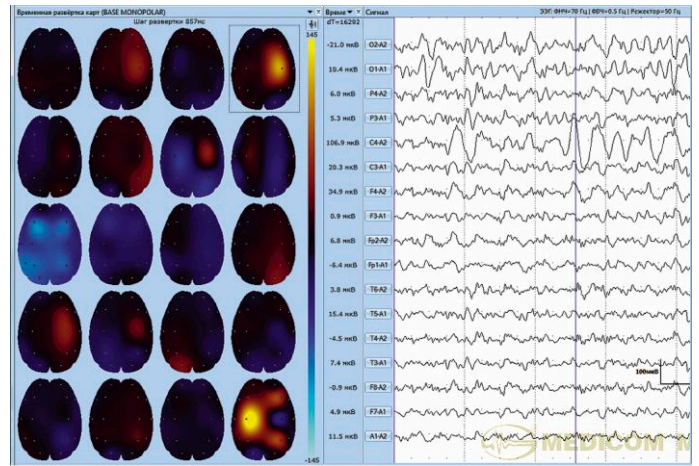 Временная развёртка карт (BASE MONOPOLAR)
Шаг развертки 857мс
145
-145
Время
Сигнал
ЭЭГ: ФНЧ=70 Гц | ФВЧ=0.5 Гц | Режектор=50 Гц
dT=16292
-21.0 мкВ O2-A2
10.4 мкВ O1-A1
6.0 мкВ P4-A2
5.3 мкВ P3-A1
106.9 мкВ C4-A2
20.3 мкВ C3-A1
34.9 мкВ F4-A2
0.9 мкВ F3-A1
6.8 мкВ Fp2-A2
-6.4 мкВ Fp1-A1
3.8 мкВ T6-A2
15.4 мкВ T5-A1
-4.5 мкВ T4-A2
7.4 мкВ T3-A1
100мкВ
-0.9 мкВ F8-A2
4.9 мкВ F7-A1
11.5 мкВ A1-A2
MEDICOM M